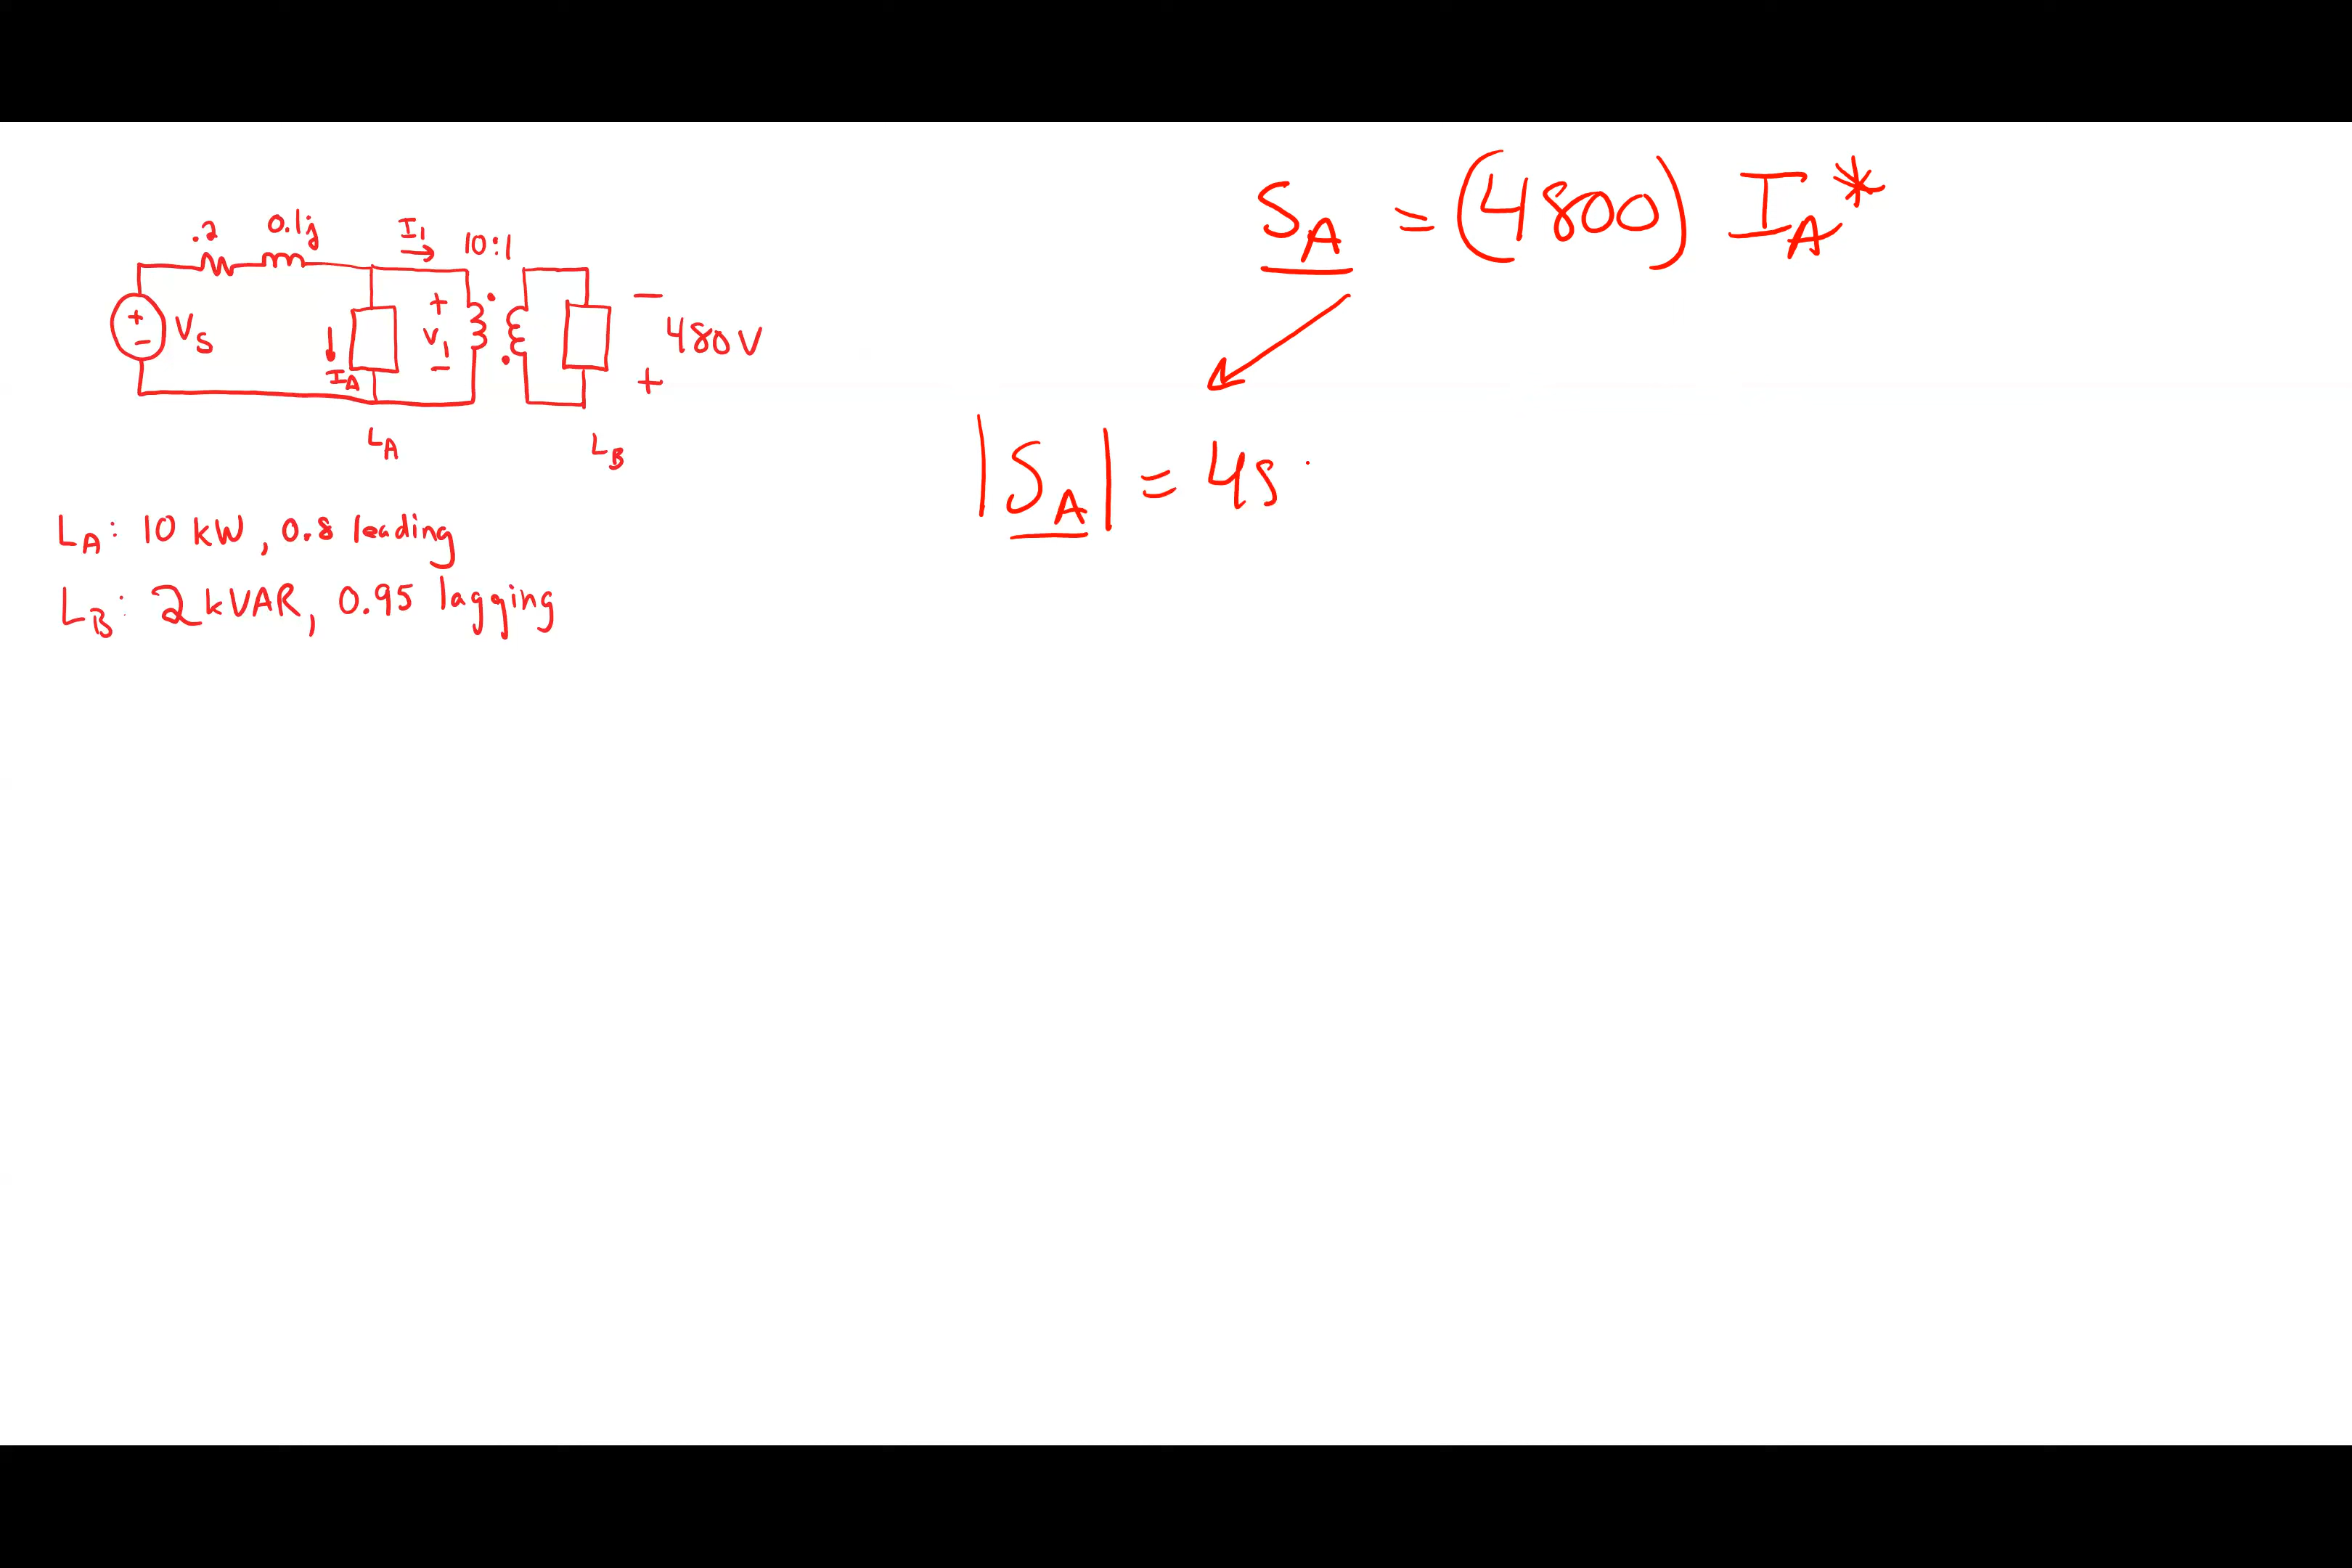 .2 0.1j I1 10:1
+ - VS
IA
+ V1 -
- 480V +
LA
LB
LA: 10 kW, 0.8 leading
LB: 2 kVAR, 0.95 lagging
SA = (4800) IA*
|SA| = 48